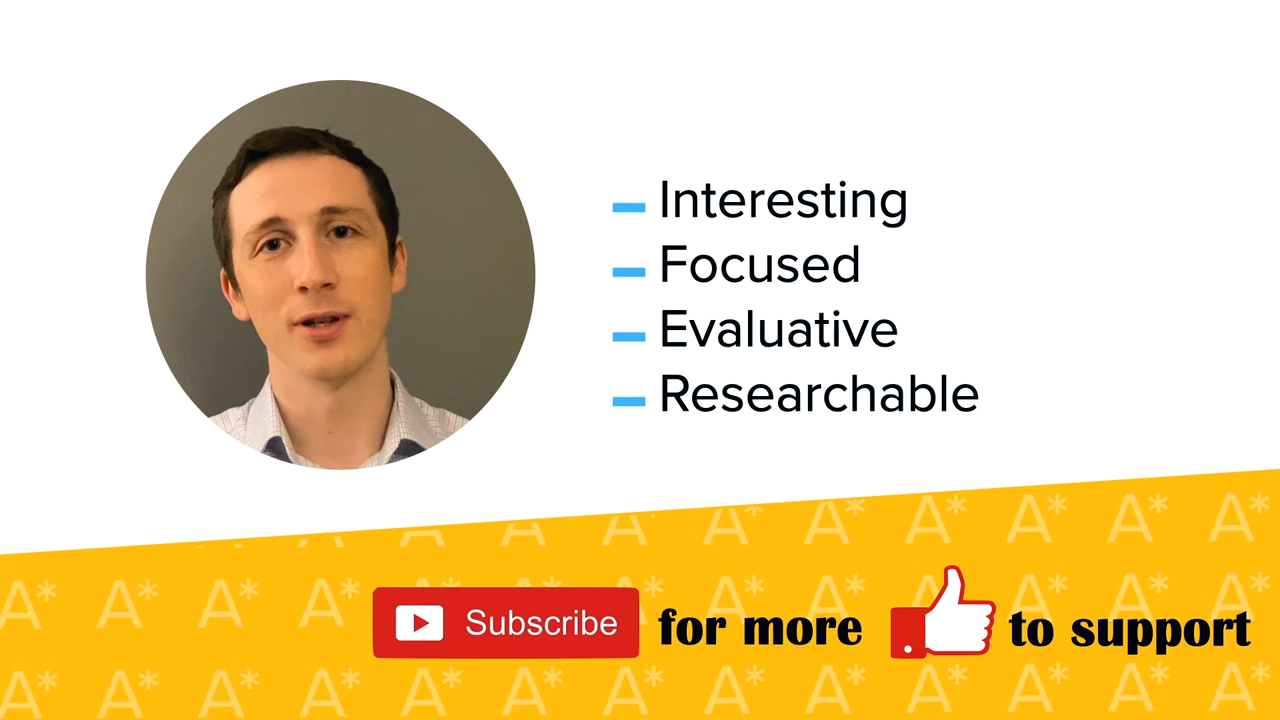 Interesting
Focused
Evaluative
Researchable
A* A* A* A* A* A* A* A* A* A*
A* A* A* A* A* A* A* A*
Subscribe for more to support
A* A* A* A* A* A* A* A* A* A* A* A* A*